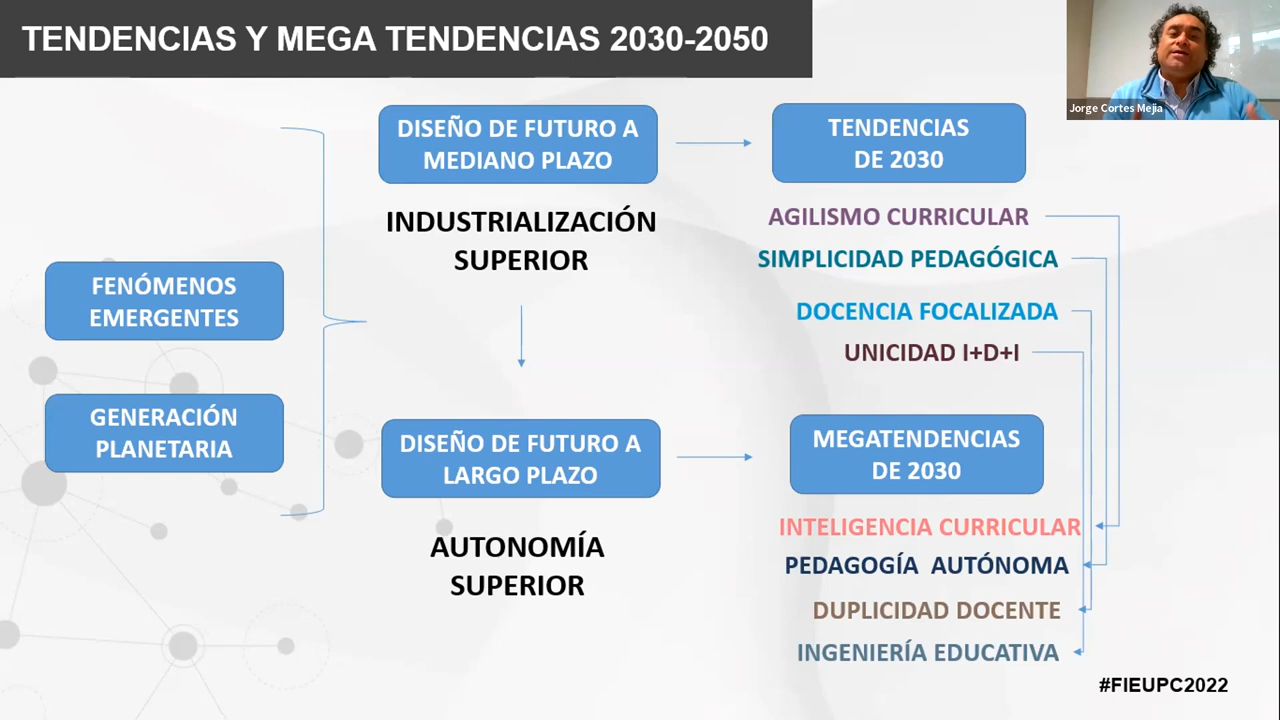 TENDENCIAS Y MEGA TENDENCIAS 2030-2050
Jorge Cortes Mejia
FENÓMENOS
EMERGENTES
GENERACIÓN
PLANETARIA
DISEÑO DE FUTURO A
MEDIANO PLAZO
INDUSTRIALIZACIÓN
SUPERIOR
DISEÑO DE FUTURO A
LARGO PLAZO
AUTONOMÍA
SUPERIOR
TENDENCIAS
DE 2030
AGILISMO CURRICULAR
SIMPLICIDAD PEDAGÓGICA
DOCENCIA FOCALIZADA
UNICIDAD I+D+I
MEGATENDENCIAS
DE 2030
INTELIGENCIA CURRICULAR
PEDAGOGÍA AUTÓNOMA
DUPLICIDAD DOCENTE
INGENIERÍA EDUCATIVA
#FIEUPC2022